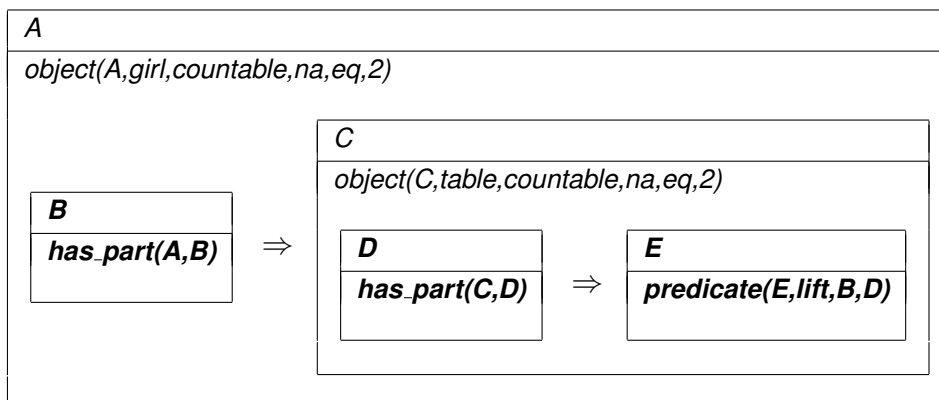 A
object(A,girl,countable,na,eq,2)
C
object(C,table,countable,na,eq,2)
B
has_part(A,B)
⇒
D
has_part(C,D)
⇒
E
predicate(E,lift,B,D)